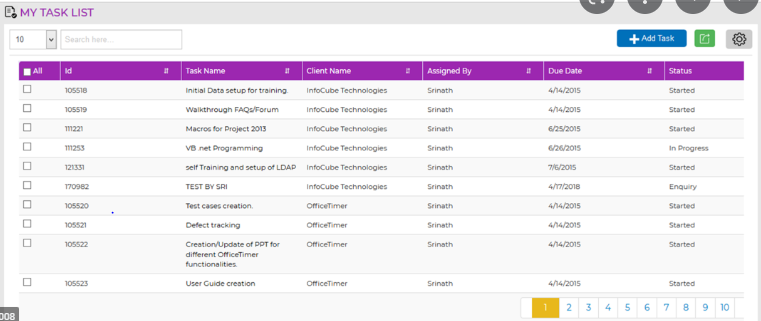 MY TASK LIST
10 Search here... Add Task
All Id Task Name Client Name Assigned By Due Date Status
105518 Initial Data setup for training. InfoCube Technologies Srinath 4/14/2015 Started
105519 Walkthrough FAQs/Forum InfoCube Technologies Srinath 4/14/2015 Started
111221 Macros for Project 2013 InfoCube Technologies Srinath 6/25/2015 Started
111253 VB .net Programming InfoCube Technologies Srinath 6/26/2015 In Progress
121331 self Training and setup of LDAP InfoCube Technologies Srinath 7/6/2015 Started
170982 TEST BY SRI InfoCube Technologies Srinath 4/17/2018 Enquiry
105520 Test cases creation. OfficeTimer Srinath 4/14/2015 Started
105521 Defect tracking OfficeTimer Srinath 4/14/2015 Started
105522 Creation/Update of PPT for OfficeTimer Srinath 4/14/2015 Started
different OfficeTimer
functionalities.
105523 User Guide creation OfficeTimer Srinath 4/14/2015 Started
1 2 3 4 5 6 7 8 9 10
008